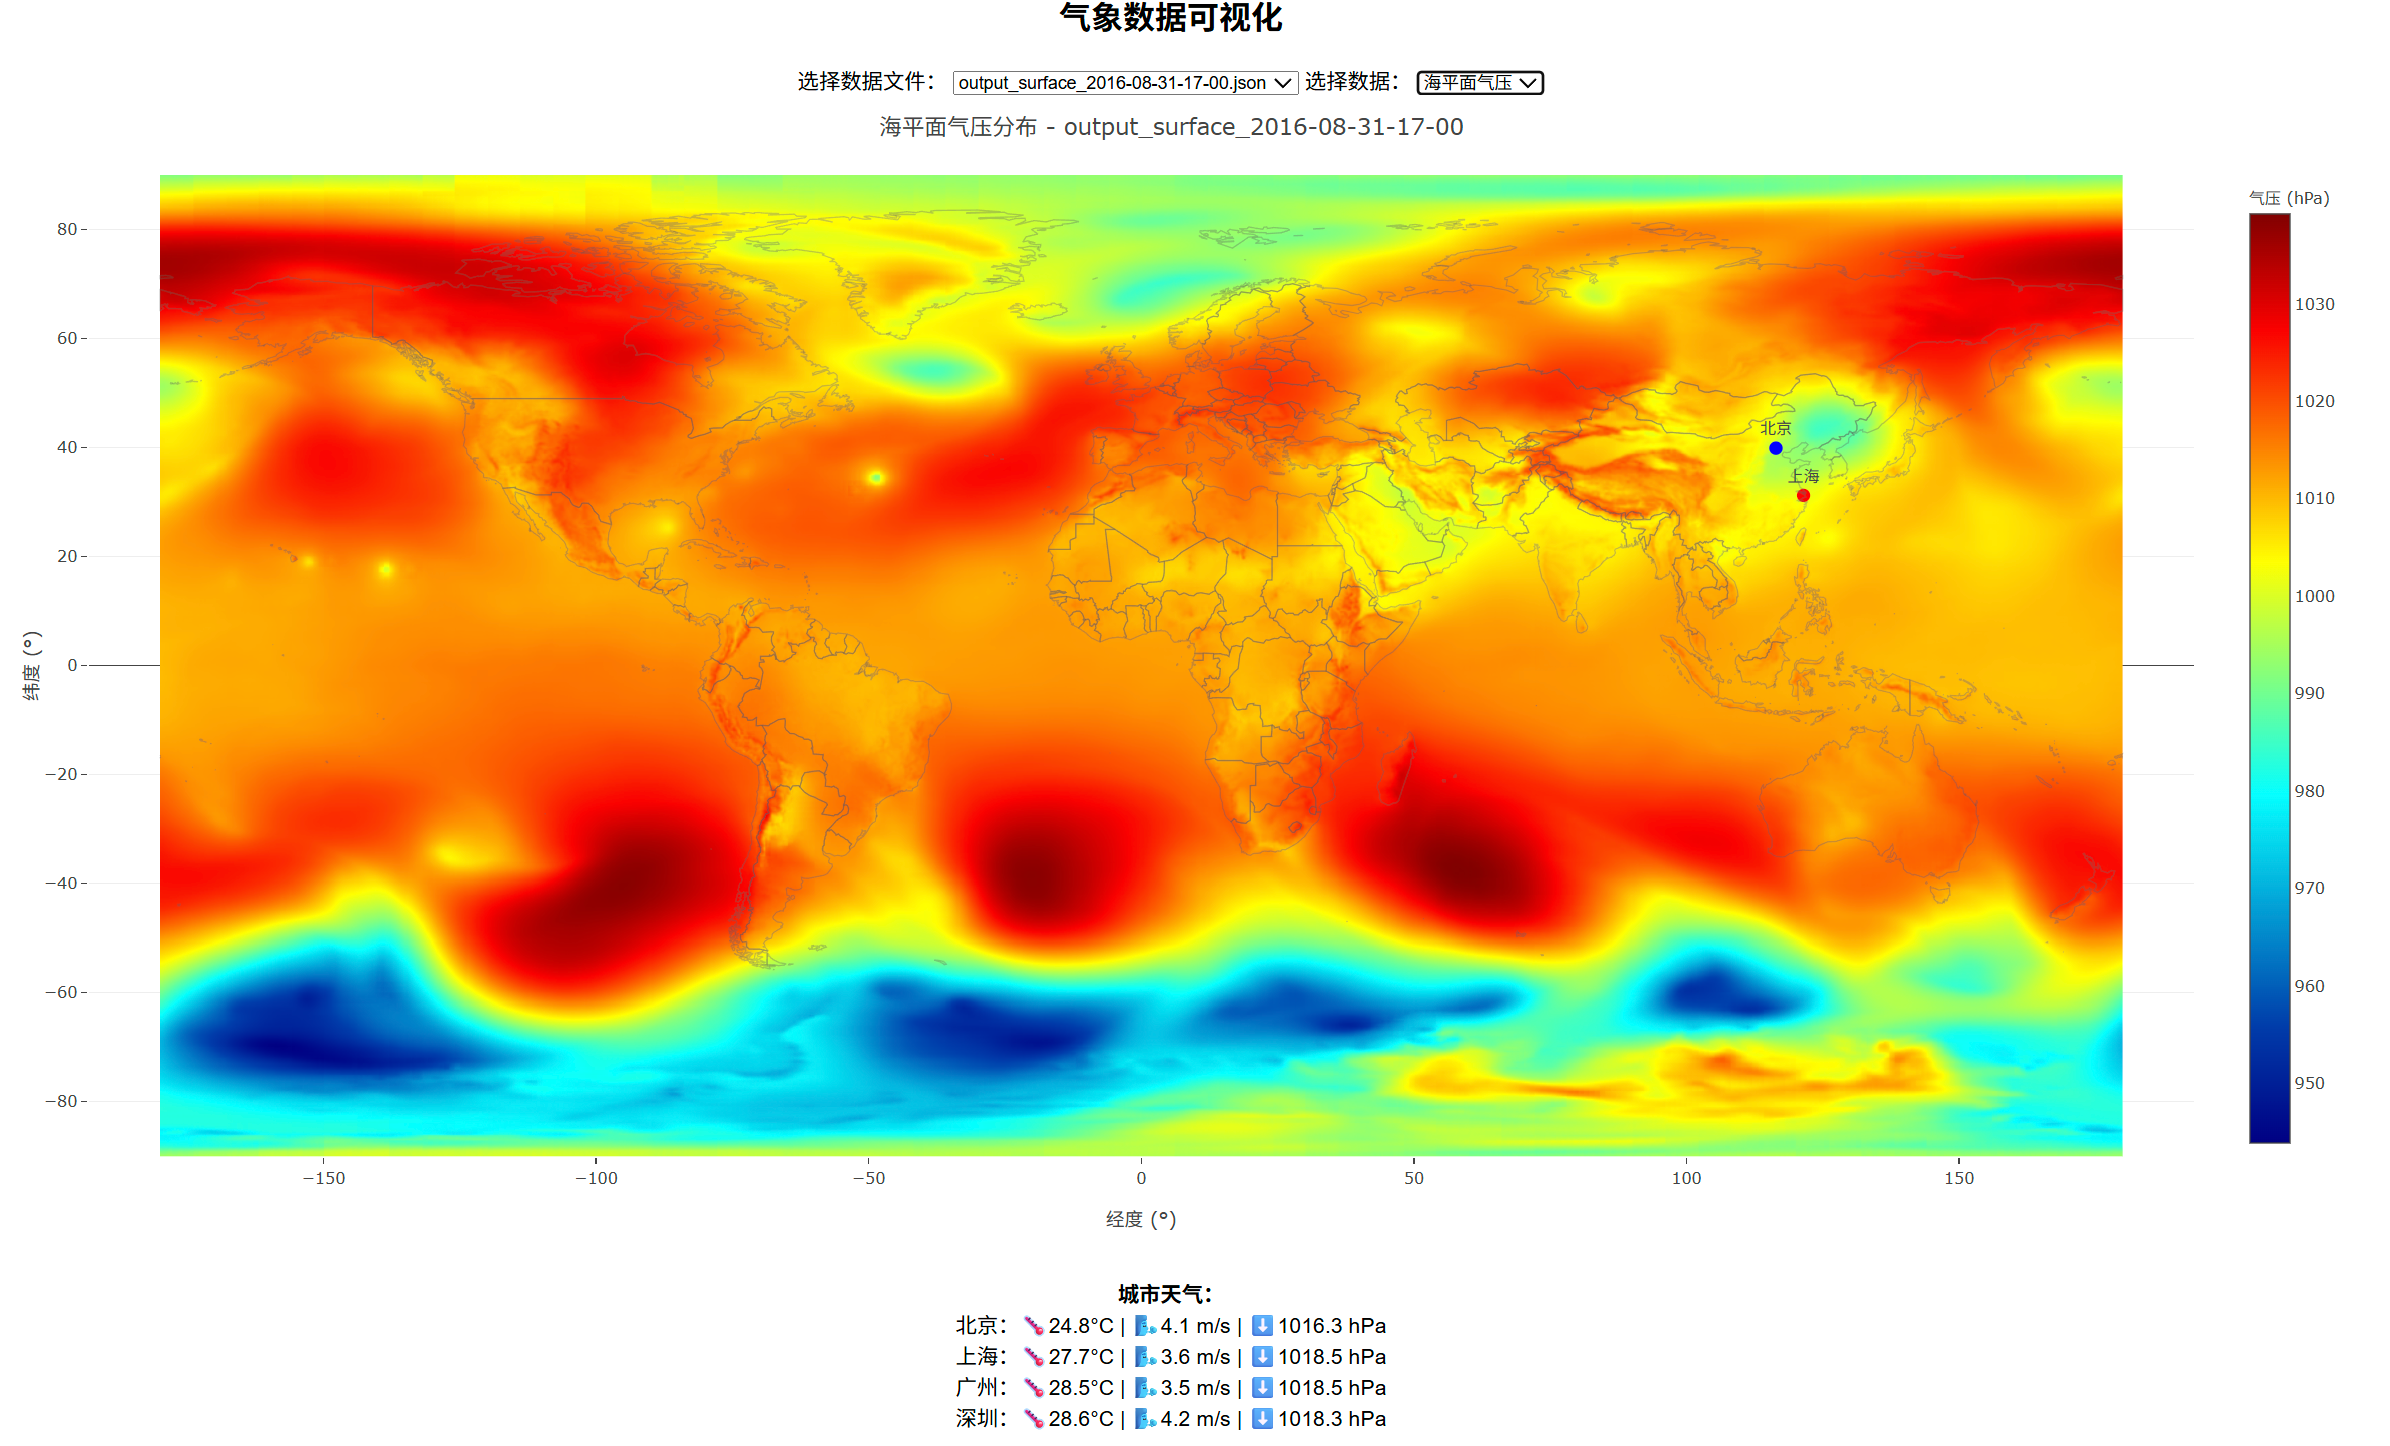 气象数据可视化
选择数据文件： output_surface_2016-08-31-17-00.json 选择数据： 海平面气压
海平面气压分布 - output_surface_2016-08-31-17-00
气压 (hPa)
1030
1020
1010
1000
990
980
970
960
950
纬度 (°)
80
60
40
20
0
−20
−40
−60
−80
北京
上海
−150 −100 −50 0 50 100 150
经度 (°)
城市天气：
北京： 24.8°C | 4.1 m/s | 1016.3 hPa
上海： 27.7°C | 3.6 m/s | 1018.5 hPa
广州： 28.5°C | 3.5 m/s | 1018.5 hPa
深圳： 28.6°C | 4.2 m/s | 1018.3 hPa